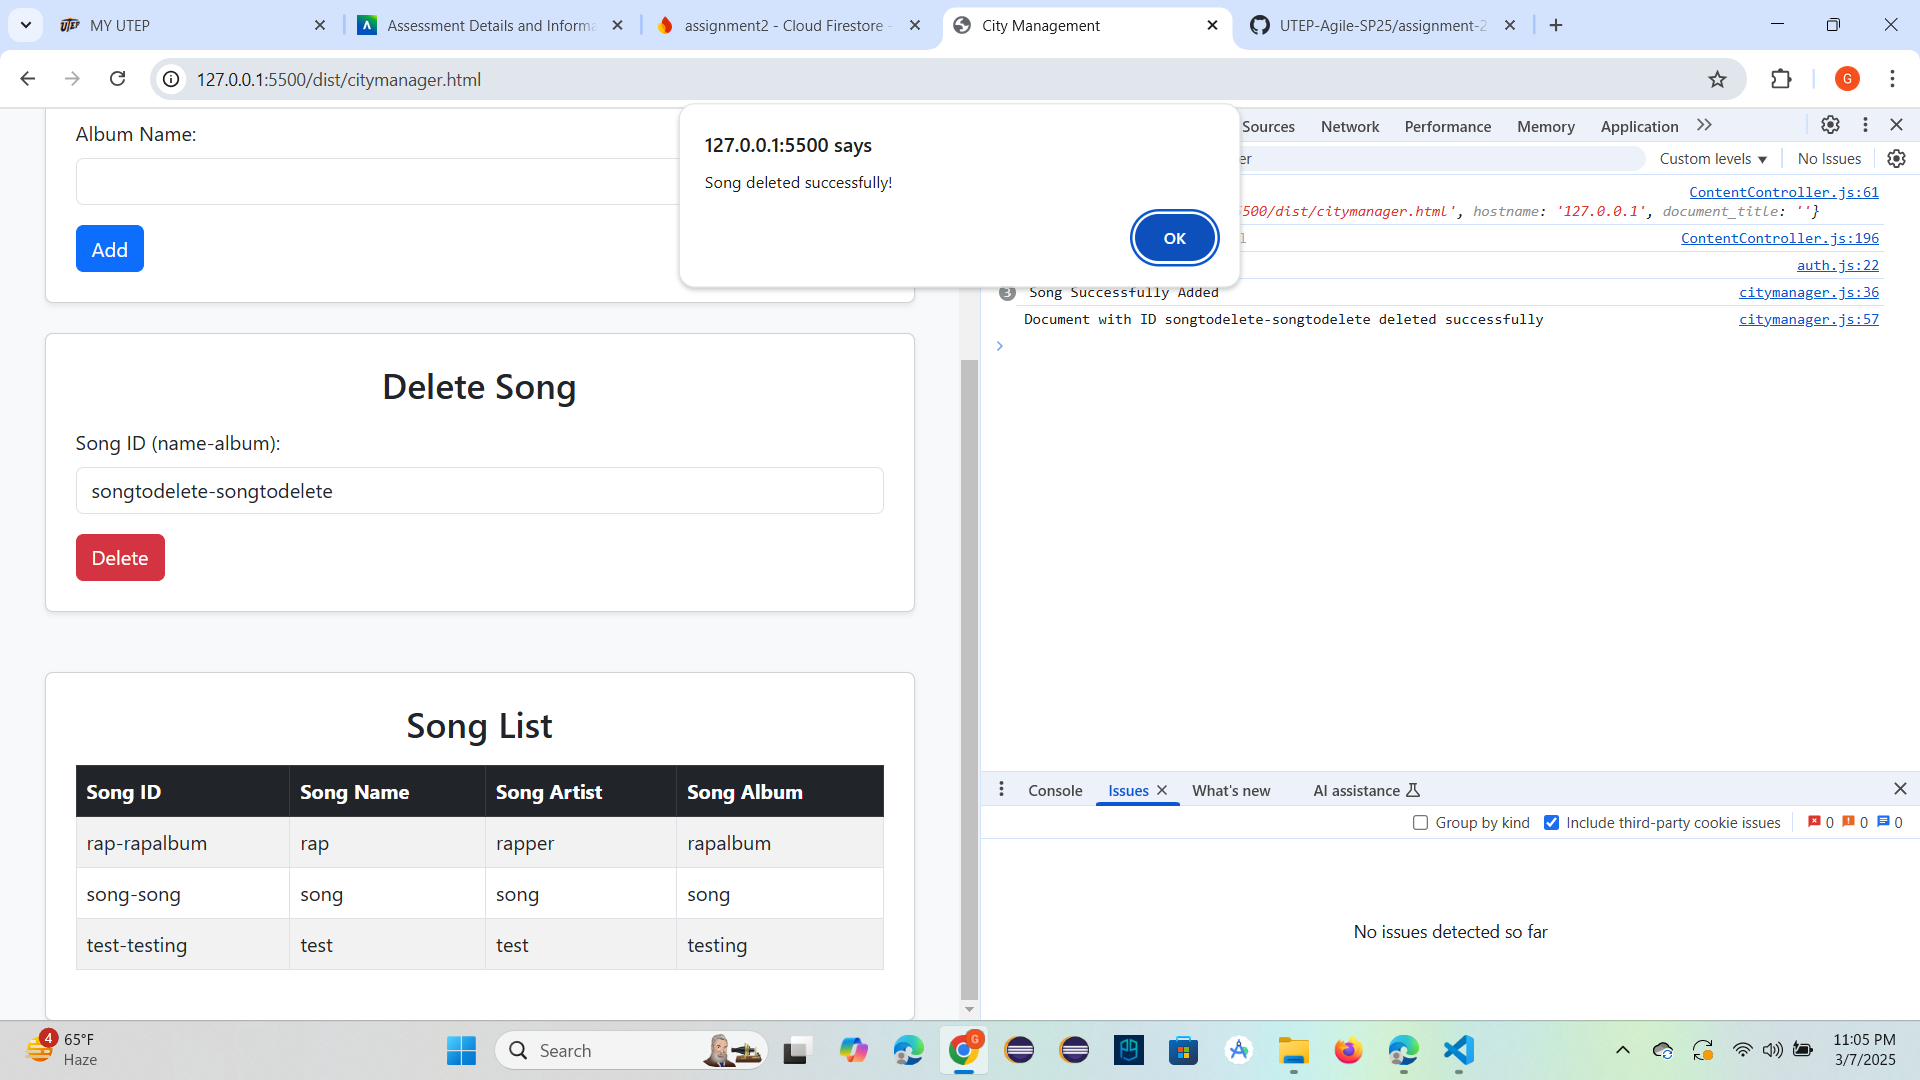 MY UTEP
Assessment Details and Informa
assignment2 - Cloud Firestore -
City Management
UTEP-Agile-SP25/assignment-2
127.0.0.1:5500/dist/citymanager.html
G
Album Name:
Add
127.0.0.1:5500 says
Song deleted successfully!
OK
Sources
Network
Performance
Memory
Application
er
Custom levels
No Issues
ContentController.js:61
500/dist/citymanager.html', hostname: '127.0.0.1', document_title: ''}
ContentController.js:196
auth.js:22
3 Song Successfully Added
citymanager.js:36
Document with ID songtodelete-songtodelete deleted successfully
citymanager.js:57
Delete Song
Song ID (name-album):
songtodelete-songtodelete
Delete
Song List
Song ID Song Name Song Artist Song Album
rap-rapalbum rap rapper rapalbum
song-song song song song
test-testing test test testing
Console
Issues
What's new
AI assistance
Group by kind
Include third-party cookie issues
0 0 0
No issues detected so far
4
65°F
Haze
Search
G
11:05 PM
3/7/2025